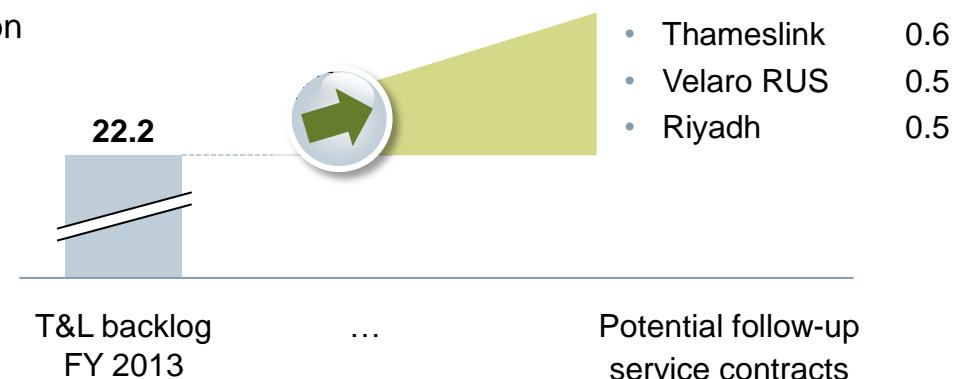 on
• Thameslink 0.6
• Velaro RUS 0.5
• Riyadh 0.5
22.2
T&L backlog
FY 2013
…
Potential follow-up
service contracts